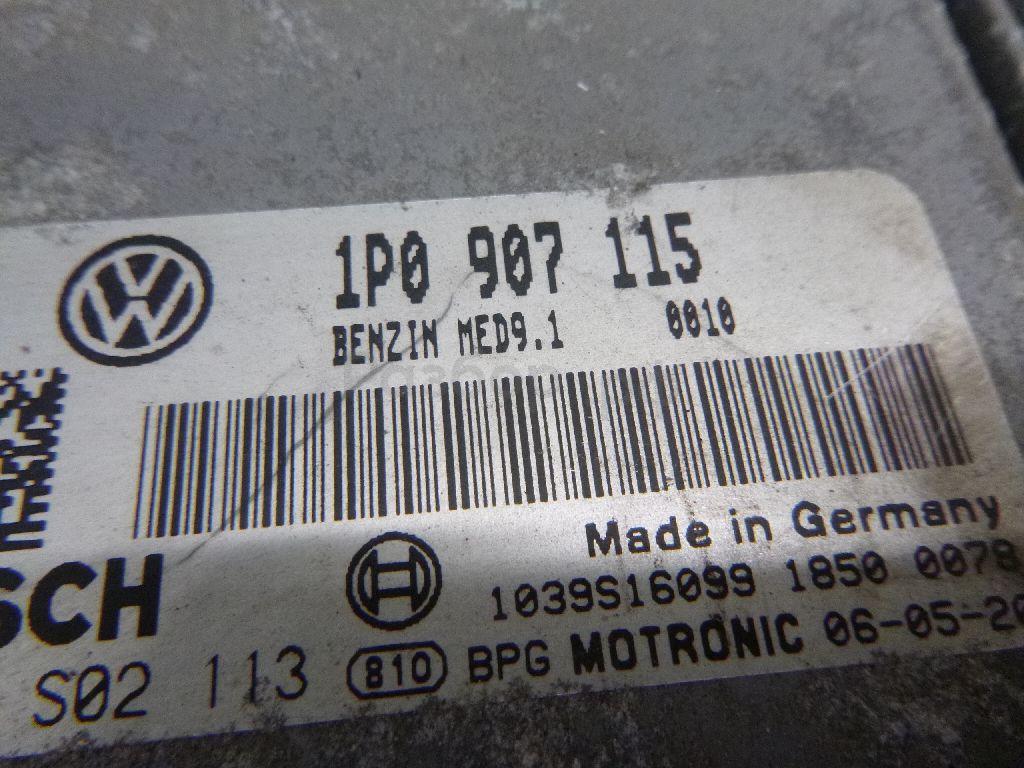 1P0 907 115
BENZIN MED9.1 0010
Made in Germany
SCH 1039S16099 1850 0078
S02 113 810 BPG MOTRONIC 06-05-20